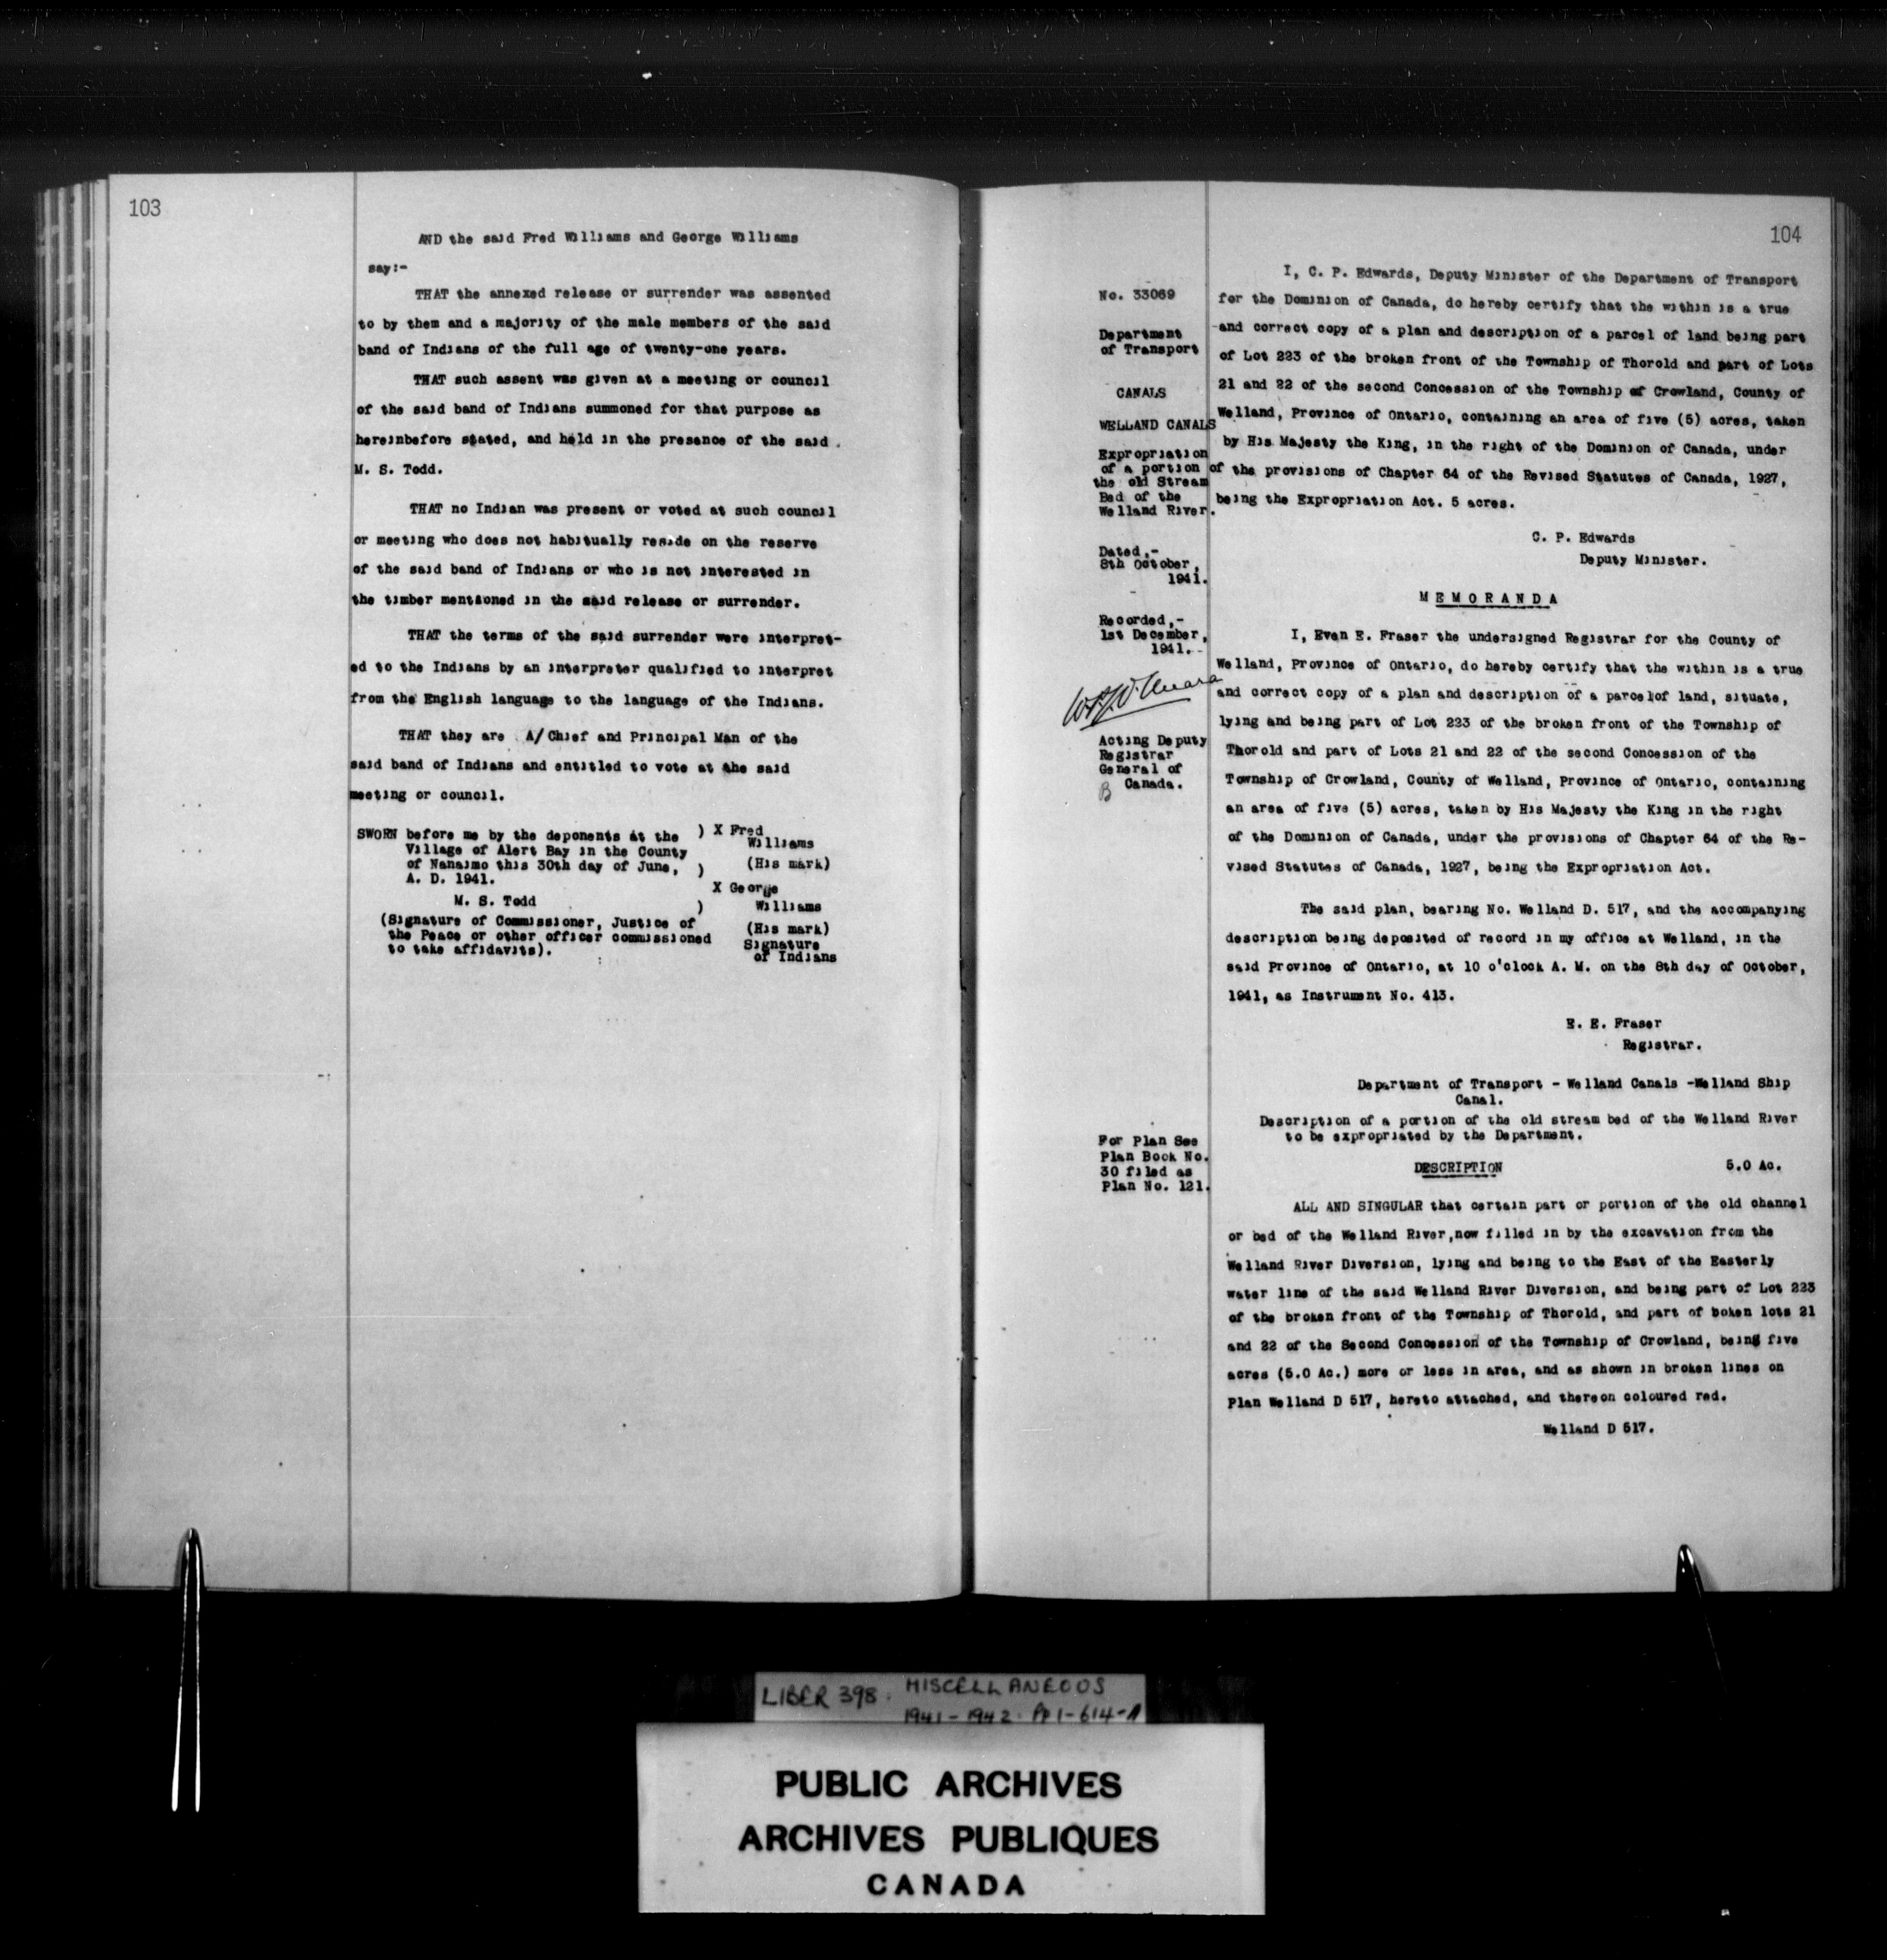 103
AND the said Fred Williams and George Williams
say:-
THAT the annexed release or surrender was assented
to by them and a majority of the male members of the said
band of Indians of the full age of twenty-one years.
THAT such assent was given at a meeting or council
of the said band of Indians summoned for that purpose as
hereinbefore stated, and held in the presence of the said
M. S. Todd.
THAT no Indian was present or voted at such council
or meeting who does not habitually reside on the reserve
of the said band of Indians or who is not interested in
the timber mentioned in the said release or surrender.
THAT the terms of the said surrender were interpret-
ed to the Indians by an interpreter qualified to interpret
from the English language to the language of the Indians.
THAT they are A/Chief and Principal Man of the
said band of Indians and entitled to vote at the said
meeting or council.
SWORN before me by the deponents at the ) X Fred
Village of Alert Bay in the County Williams
of Nanaimo this 30th day of June, ) (His mark)
A. D. 1941.
X George
M. S. Todd ) Williams
(Signature of Commissioner, Justice of (His mark)
the Peace or other officer commissioned Signature
to take affidavits). of Indians
104
No. 33069
Department
of Transport
CANALS
WELLAND CANALS
Expropriation
of a portion of
the old Stream
Bed of the
Welland River.
Dated,-
8th October,
1941.
Recorded,-
1st December,
1941.-
Acting Deputy
Registrar
General of
Canada.
B
For Plan See
Plan Book No.
30 filed as
Plan No. 121.
I, C. P. Edwards, Deputy Minister of the Department of Transport
for the Dominion of Canada, do hereby certify that the within is a true
and correct copy of a plan and description of a parcel of land being part
of Lot 223 of the broken front of the Township of Thorold and part of Lots
21 and 22 of the second Concession of the Township of Crowland, County of
Welland, Province of Ontario, containing an area of five (5) acres, taken
by His Majesty the King, in the right of the Dominion of Canada, under
the provisions of Chapter 64 of the Revised Statutes of Canada, 1927,
being the Expropriation Act. 5 acres.
C. P. Edwards
Deputy Minister.
MEMORANDA
I, Evan E. Fraser the undersigned Registrar for the County of
Welland, Province of Ontario, do hereby certify that the within is a true
and correct copy of a plan and description of a parcelof land, situate,
lying and being part of Lot 223 of the broken front of the Township of
Thorold and part of Lots 21 and 22 of the second Concession of the
Township of Crowland, County of Welland, Province of Ontario, containing
an area of five (5) acres, taken by His Majesty the King in the right
of the Dominion of Canada, under the provisions of Chapter 64 of the Re-
vised Statutes of Canada, 1927, being the Expropriation Act.
The said plan, bearing No. Welland D. 517, and the accompanying
description being deposited of record in my office at Welland, in the
said Province of Ontario, at 10 o'clock A. M. on the 8th day of October,
1941, as Instrument No. 413.
E. E. Fraser
Registrar.
Department of Transport - Welland Canals -Welland Ship
Canal.
Description of a portion of the old stream bed of the Welland River
to be expropriated by the Department.
DESCRIPTION 5.0 Ac.
ALL AND SINGULAR that certain part or portion of the old channel
or bed of the Welland River,now filled in by the excavation from the
Welland River Diversion, lying and being to the East of the Easterly
water line of the said Welland River Diversion, and being part of Lot 223
of the broken front of the Township of Thorold, and part of boken lots 21
and 22 of the Second Concession of the Township of Crowland, being five
acres (5.0 Ac.) more or less in area, and as shown in broken lines on
Plan Welland D 517, hereto attached, and thereon coloured red.
Welland D 517.
LIBER 398. MISCELLANEOUS
1941-1942. PP 1-614-A
PUBLIC ARCHIVES
ARCHIVES PUBLIQUES
CANADA